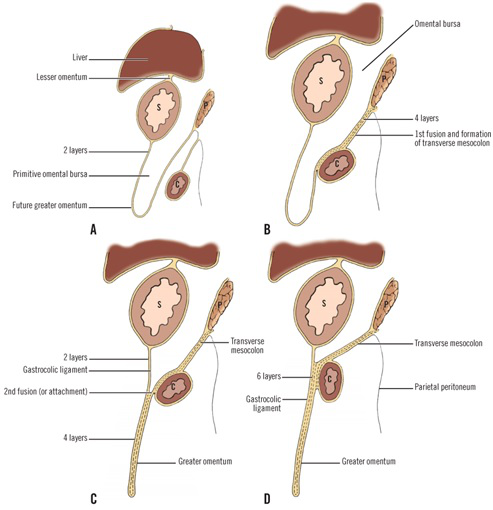 Liver
Lesser omentum
S
P
2 layers
Primitive omental bursa
C
Future greater omentum
A
Omental bursa
S
P
4 layers
1st fusion and formation
of transverse mesocolon
C
B
S
P
Transverse
mesocolon
2 layers
Gastrocolic ligament
2nd fusion (or attachment)
C
4 layers
Greater omentum
C
S
P
Transverse mesocolon
6 layers
C
Parietal peritoneum
Gastrocolic
ligament
Greater omentum
D